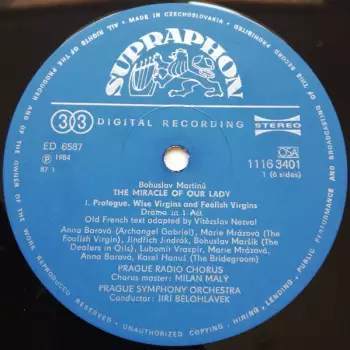 MADE IN CZECHOSLOVAKIA
ALL RIGHTS OF THE PRODUCER AND OF THE OWNER OF THE WORK REPRODUCED RESERVED · UNAUTHORIZED COPYING · HIRING · LENDING · PUBLIC PERFORMANCE AND BROADCASTING OF THIS RECORD PROHIBITED
SUPRAPHON
33 DIGITAL RECORDING
STEREO
ED 6587
℗ 1984
87 1
OSA
1116 3401
1 (6 sides)
Bohuslav Martinů
THE MIRACLE OF OUR LADY
1. Prologue. Wise Virgins and Foolish Virgins
Drama in 1 Act
Old French text adapted by Vítězslav Nezval
Anna Barová (Archangel Gabriel), Marie Mrázová (The
Foolish Virgin), Jindřich Jindrák, Bohuslav Maršík (The
Dealers in Oils), Lubomír Vraspír, Marie Mrázová,
Anna Barová, Karel Hanuš (The Bridegroom)
PRAGUE RADIO CHORUS
Chorus master: MILAN MALÝ
PRAGUE SYMPHONY ORCHESTRA
Conductor: JIŘÍ BĚLOHLÁVEK